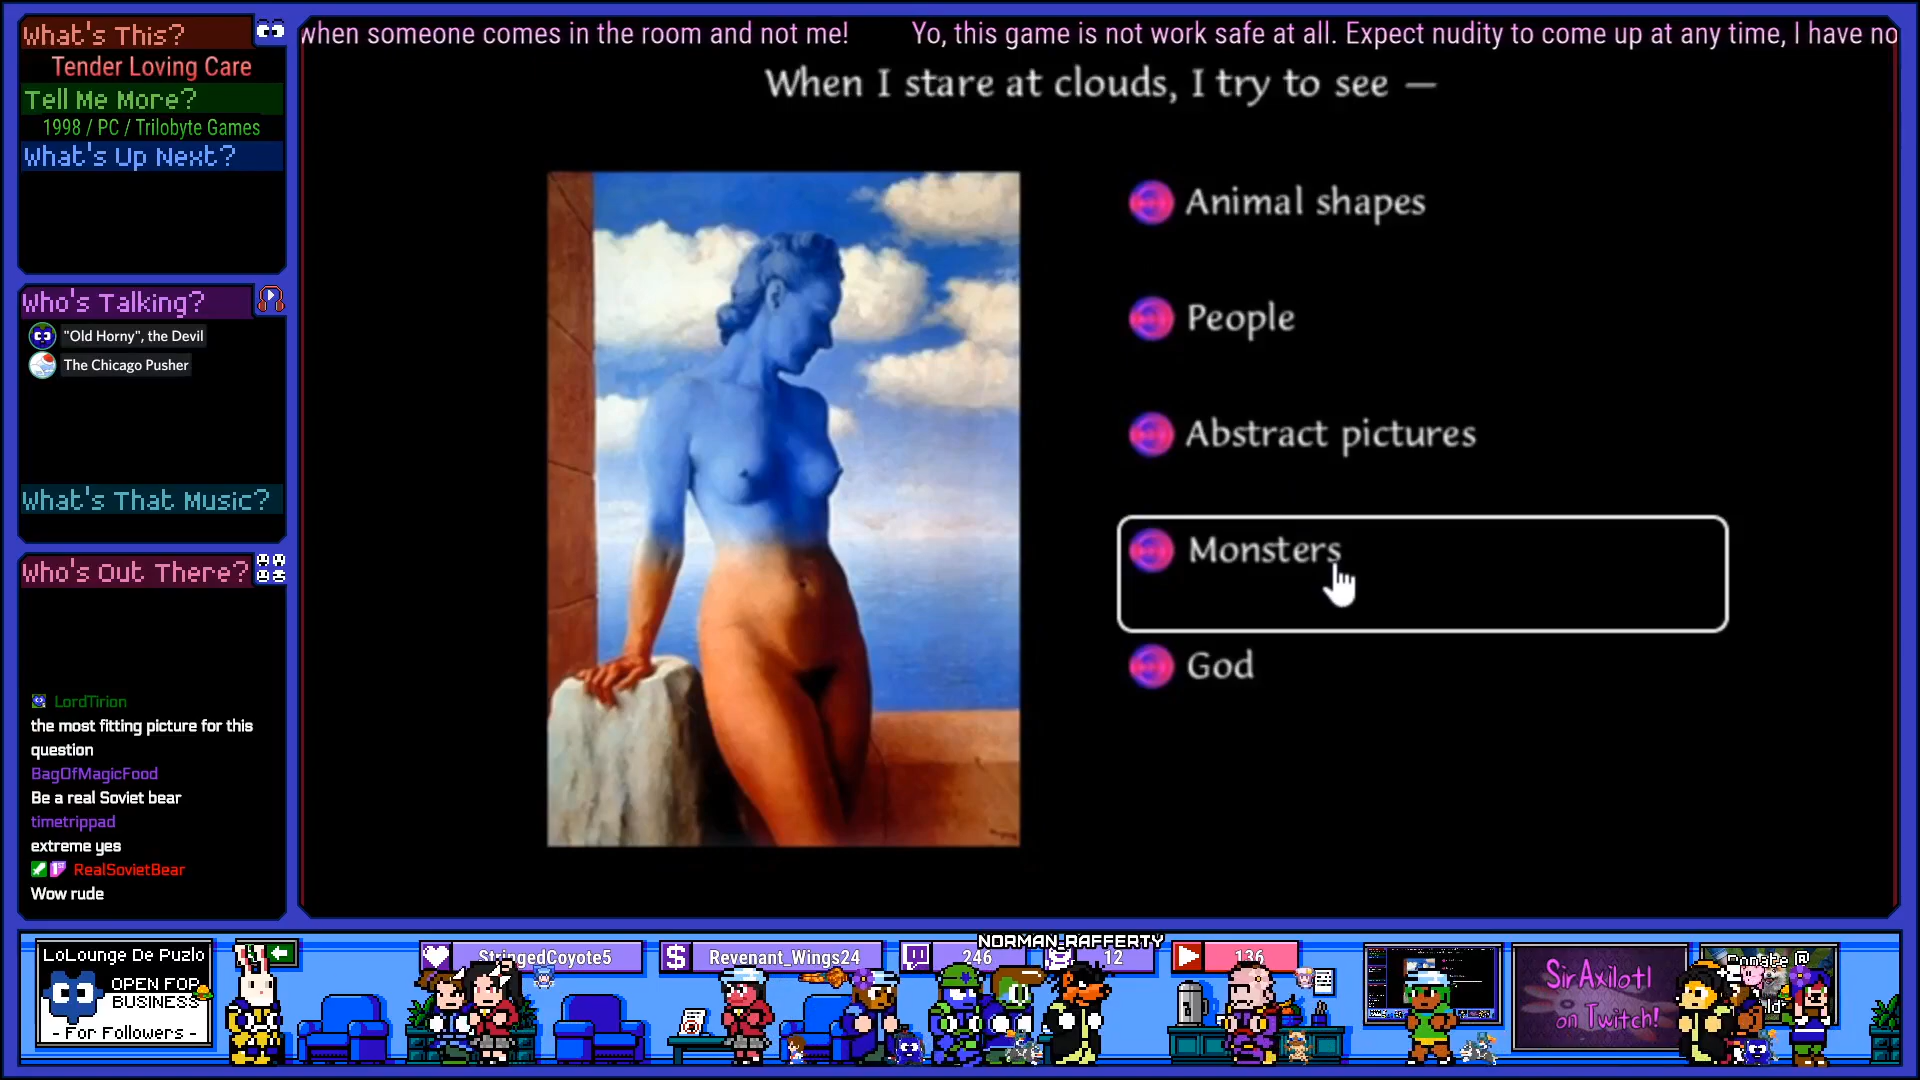 What's This?
Tender Loving Care
Tell Me More?
1998 / PC / Trilobyte Games
What's Up Next?
Who's Talking?
"Old Horny", the Devil
The Chicago Pusher
What's That Music?
Who's Out There?
LordTirion
the most fitting picture for this
question
BagOfMagicFood
Be a real Soviet bear
timetrippad
extreme yes
RealSovietBear
Wow rude
when someone comes in the room and not me! Yo, this game is not work safe at all. Expect nudity to come up at any time, I have no
When I stare at clouds, I try to see —
Animal shapes
People
Abstract pictures
Monsters
God
LoLounge De Puzlo
OPEN FOR
BUSINESS
- For Followers -
StringedCoyote5
Revenant_Wings24
246
NORMAN_RAFFERTY
12
136
SirAxilotl
on Twitch!
Donate @